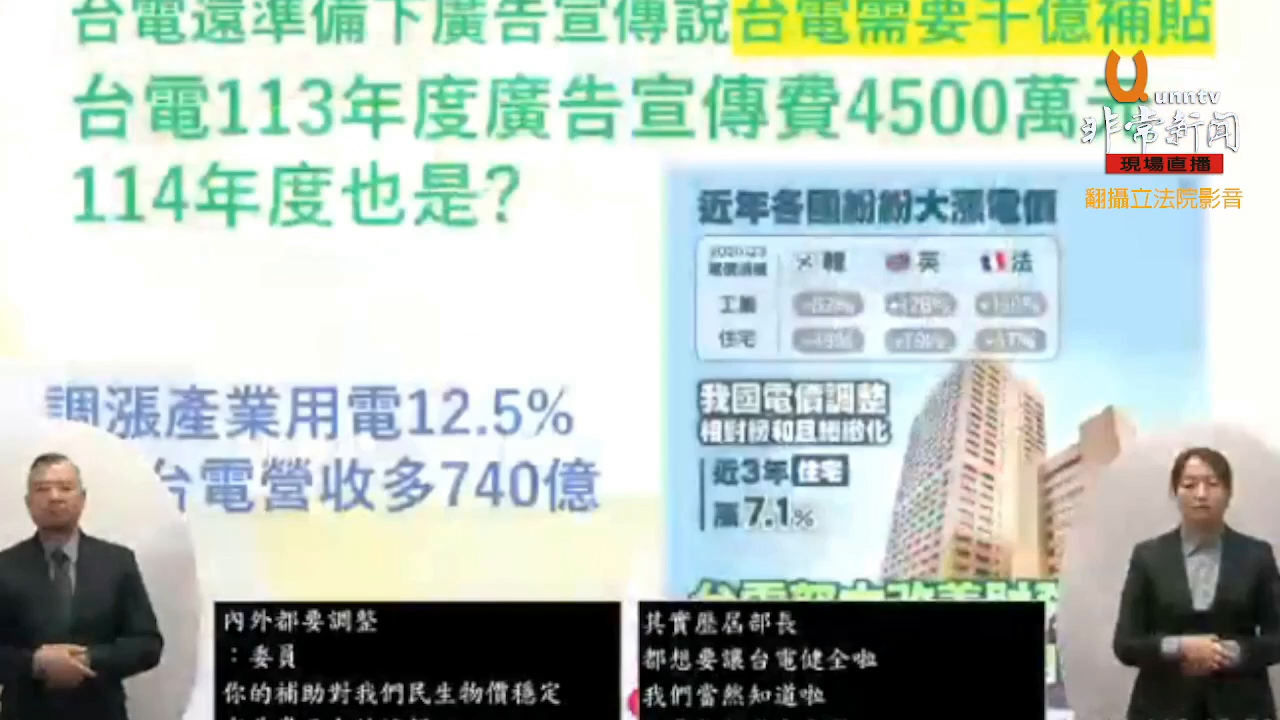 台電還準備下廣告宣傳說台電需要千億補貼
台電113年度廣告宣傳費4500萬
114年度也是?
unntv
非常新闻
現場直播
翻攝立法院影音
近年各國紛紛大漲電價
韓 英 法
工業
住宅
我國電價調整
相對緩和且細緻化
近3年住宅
7.1%
調漲產業用電12.5%
台電營收多740億
內外都要調整
：委員
你的補助對我們民生物價穩定
其實歷屆部長
都想要讓台電健全啦
我們當然知道啦